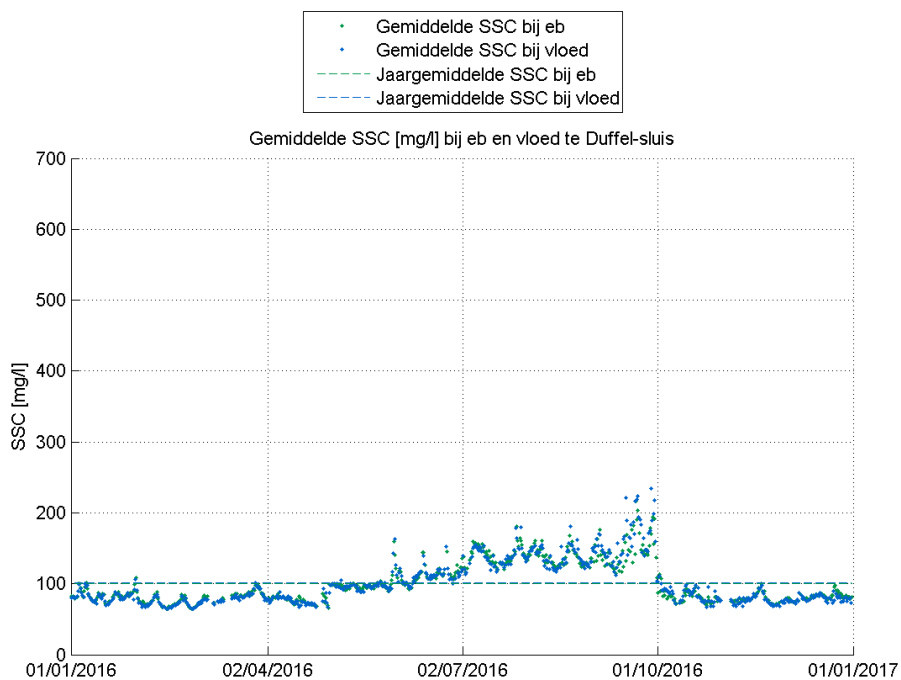 Gemiddelde SSC bij eb
Gemiddelde SSC bij vloed
Jaargemiddelde SSC bij eb
Jaargemiddelde SSC bij vloed
Gemiddelde SSC [mg/l] bij eb en vloed te Duffel-sluis
700
600
500
400
300
200
100
0
SSC [mg/l]
01/01/2016 02/04/2016 02/07/2016 01/10/2016 01/01/2017